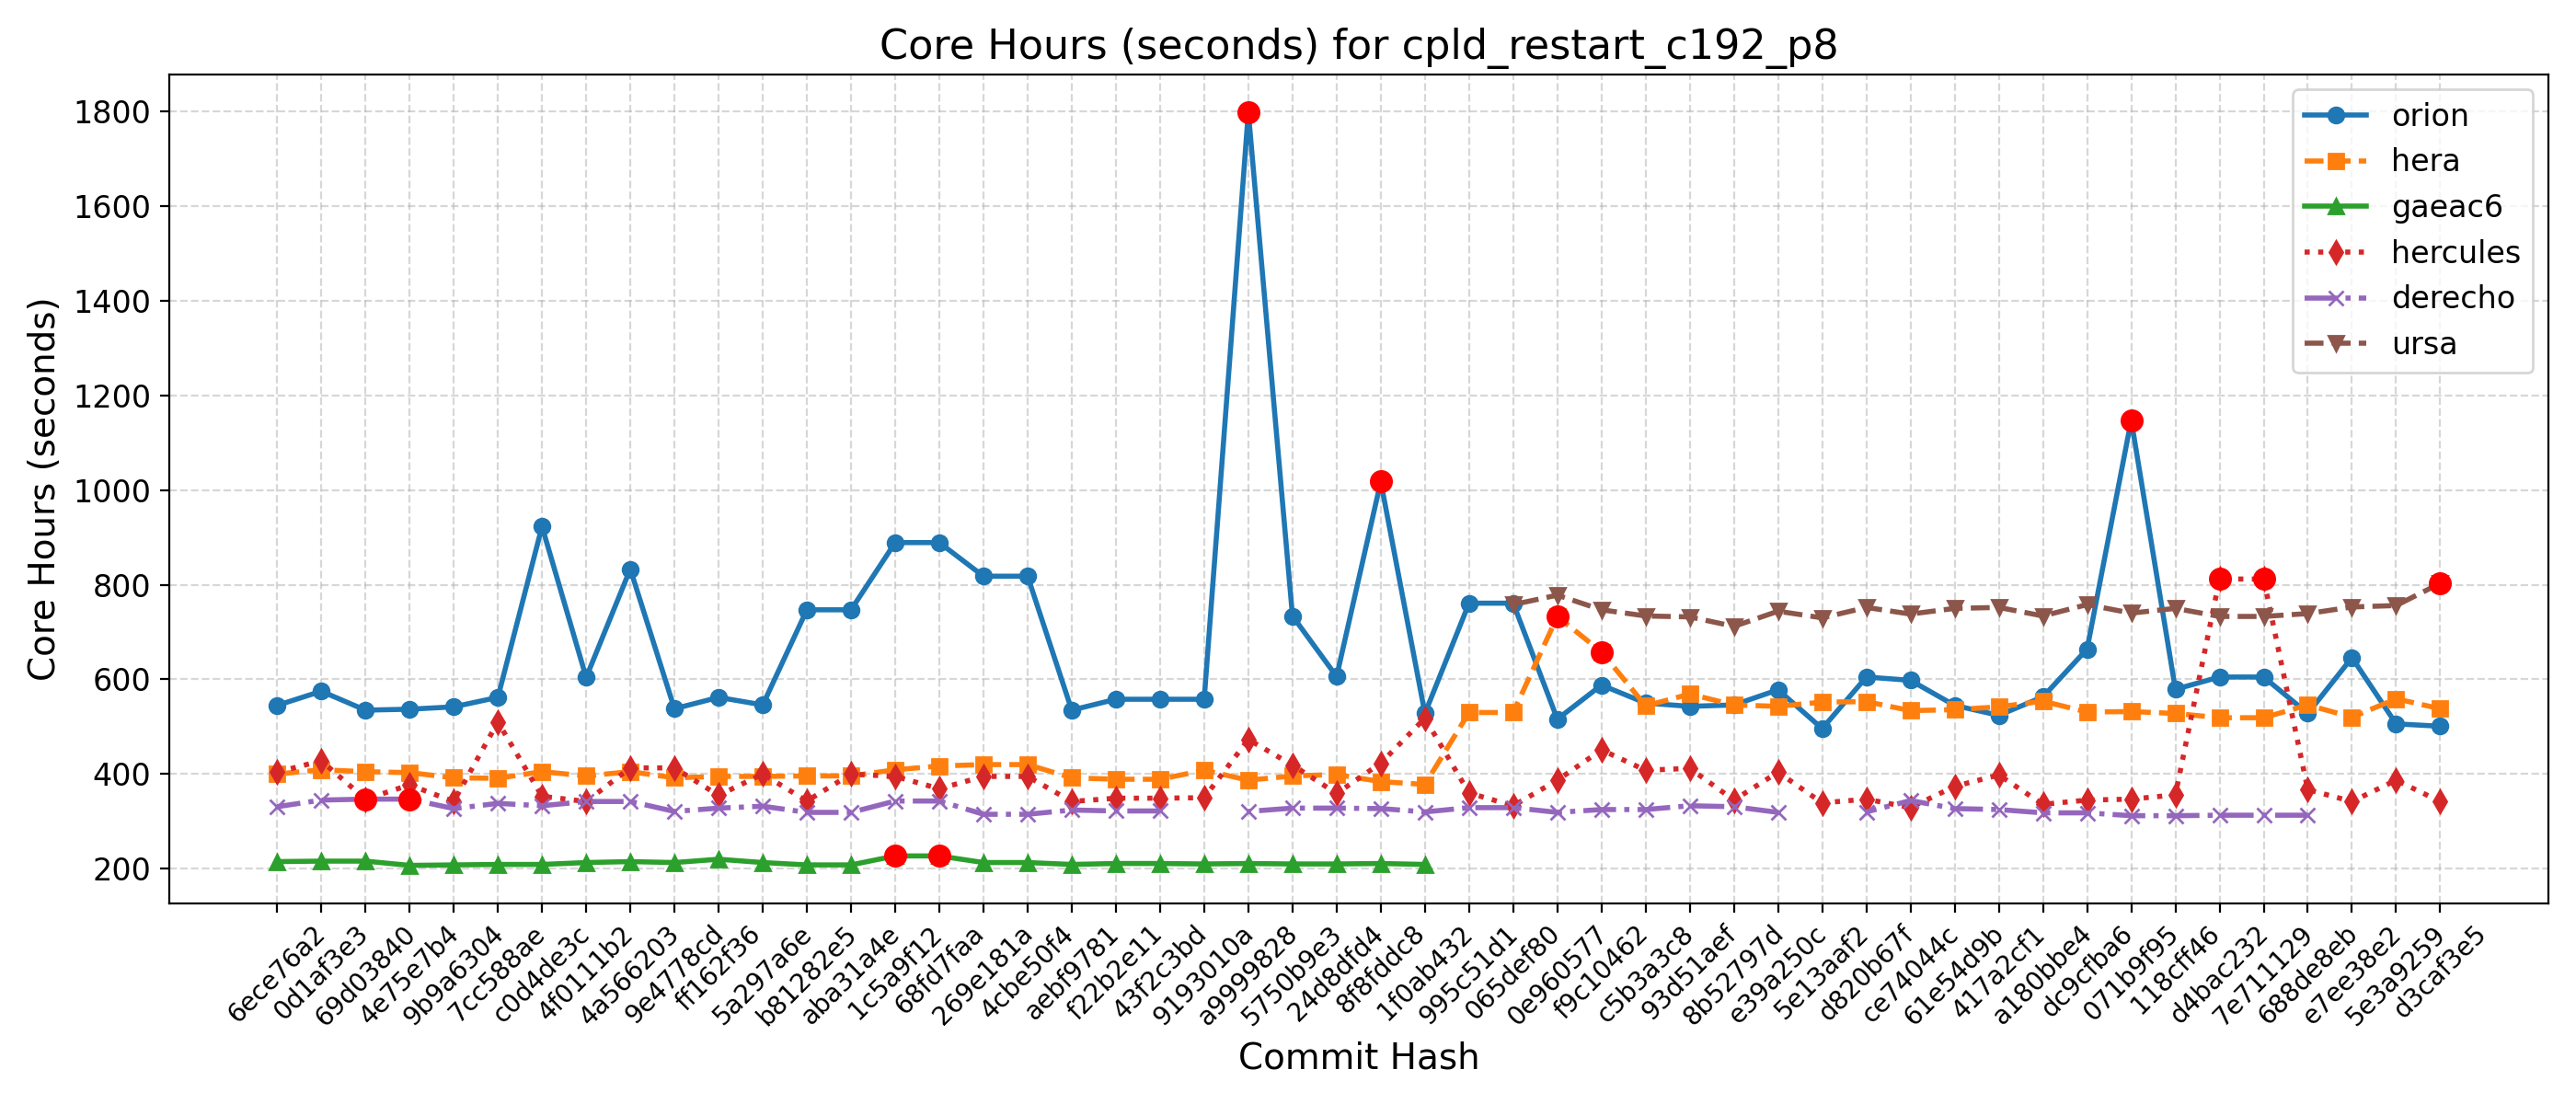 Core Hours (seconds) for cpld_restart_c192_p8
Core Hours (seconds)
1800
1600
1400
1200
1000
800
600
400
200
orion
hera
gaeac6
hercules
derecho
ursa
6ece76a2
0d1af3e3
69d03840
4e75e7b4
9b9a6304
7cc588ae
c0d4de3c
4f0111b2
4a566203
9e4778cd
ff162f36
5a297a6e
b81282e5
aba31a4e
1c5a9f12
68fd7faa
269e181a
4cbe50f4
aebf9781
f22b2e11
43f2c3bd
9193010a
a9999828
5750b9e3
24d8dfd4
8f8fddc8
1f0ab432
995c51d1
065def80
0e960577
f9c10462
c5b3a3c8
93d51aef
8b52797d
e39a250c
5e13aaf2
d820b67f
ce74044c
61e54d9b
417a2cf1
a180bbe4
dc9cfba6
071b9f95
118cff46
d4bac232
7e711129
688de8eb
e7ee38e2
5e3a9259
d3caf3e5
Commit Hash